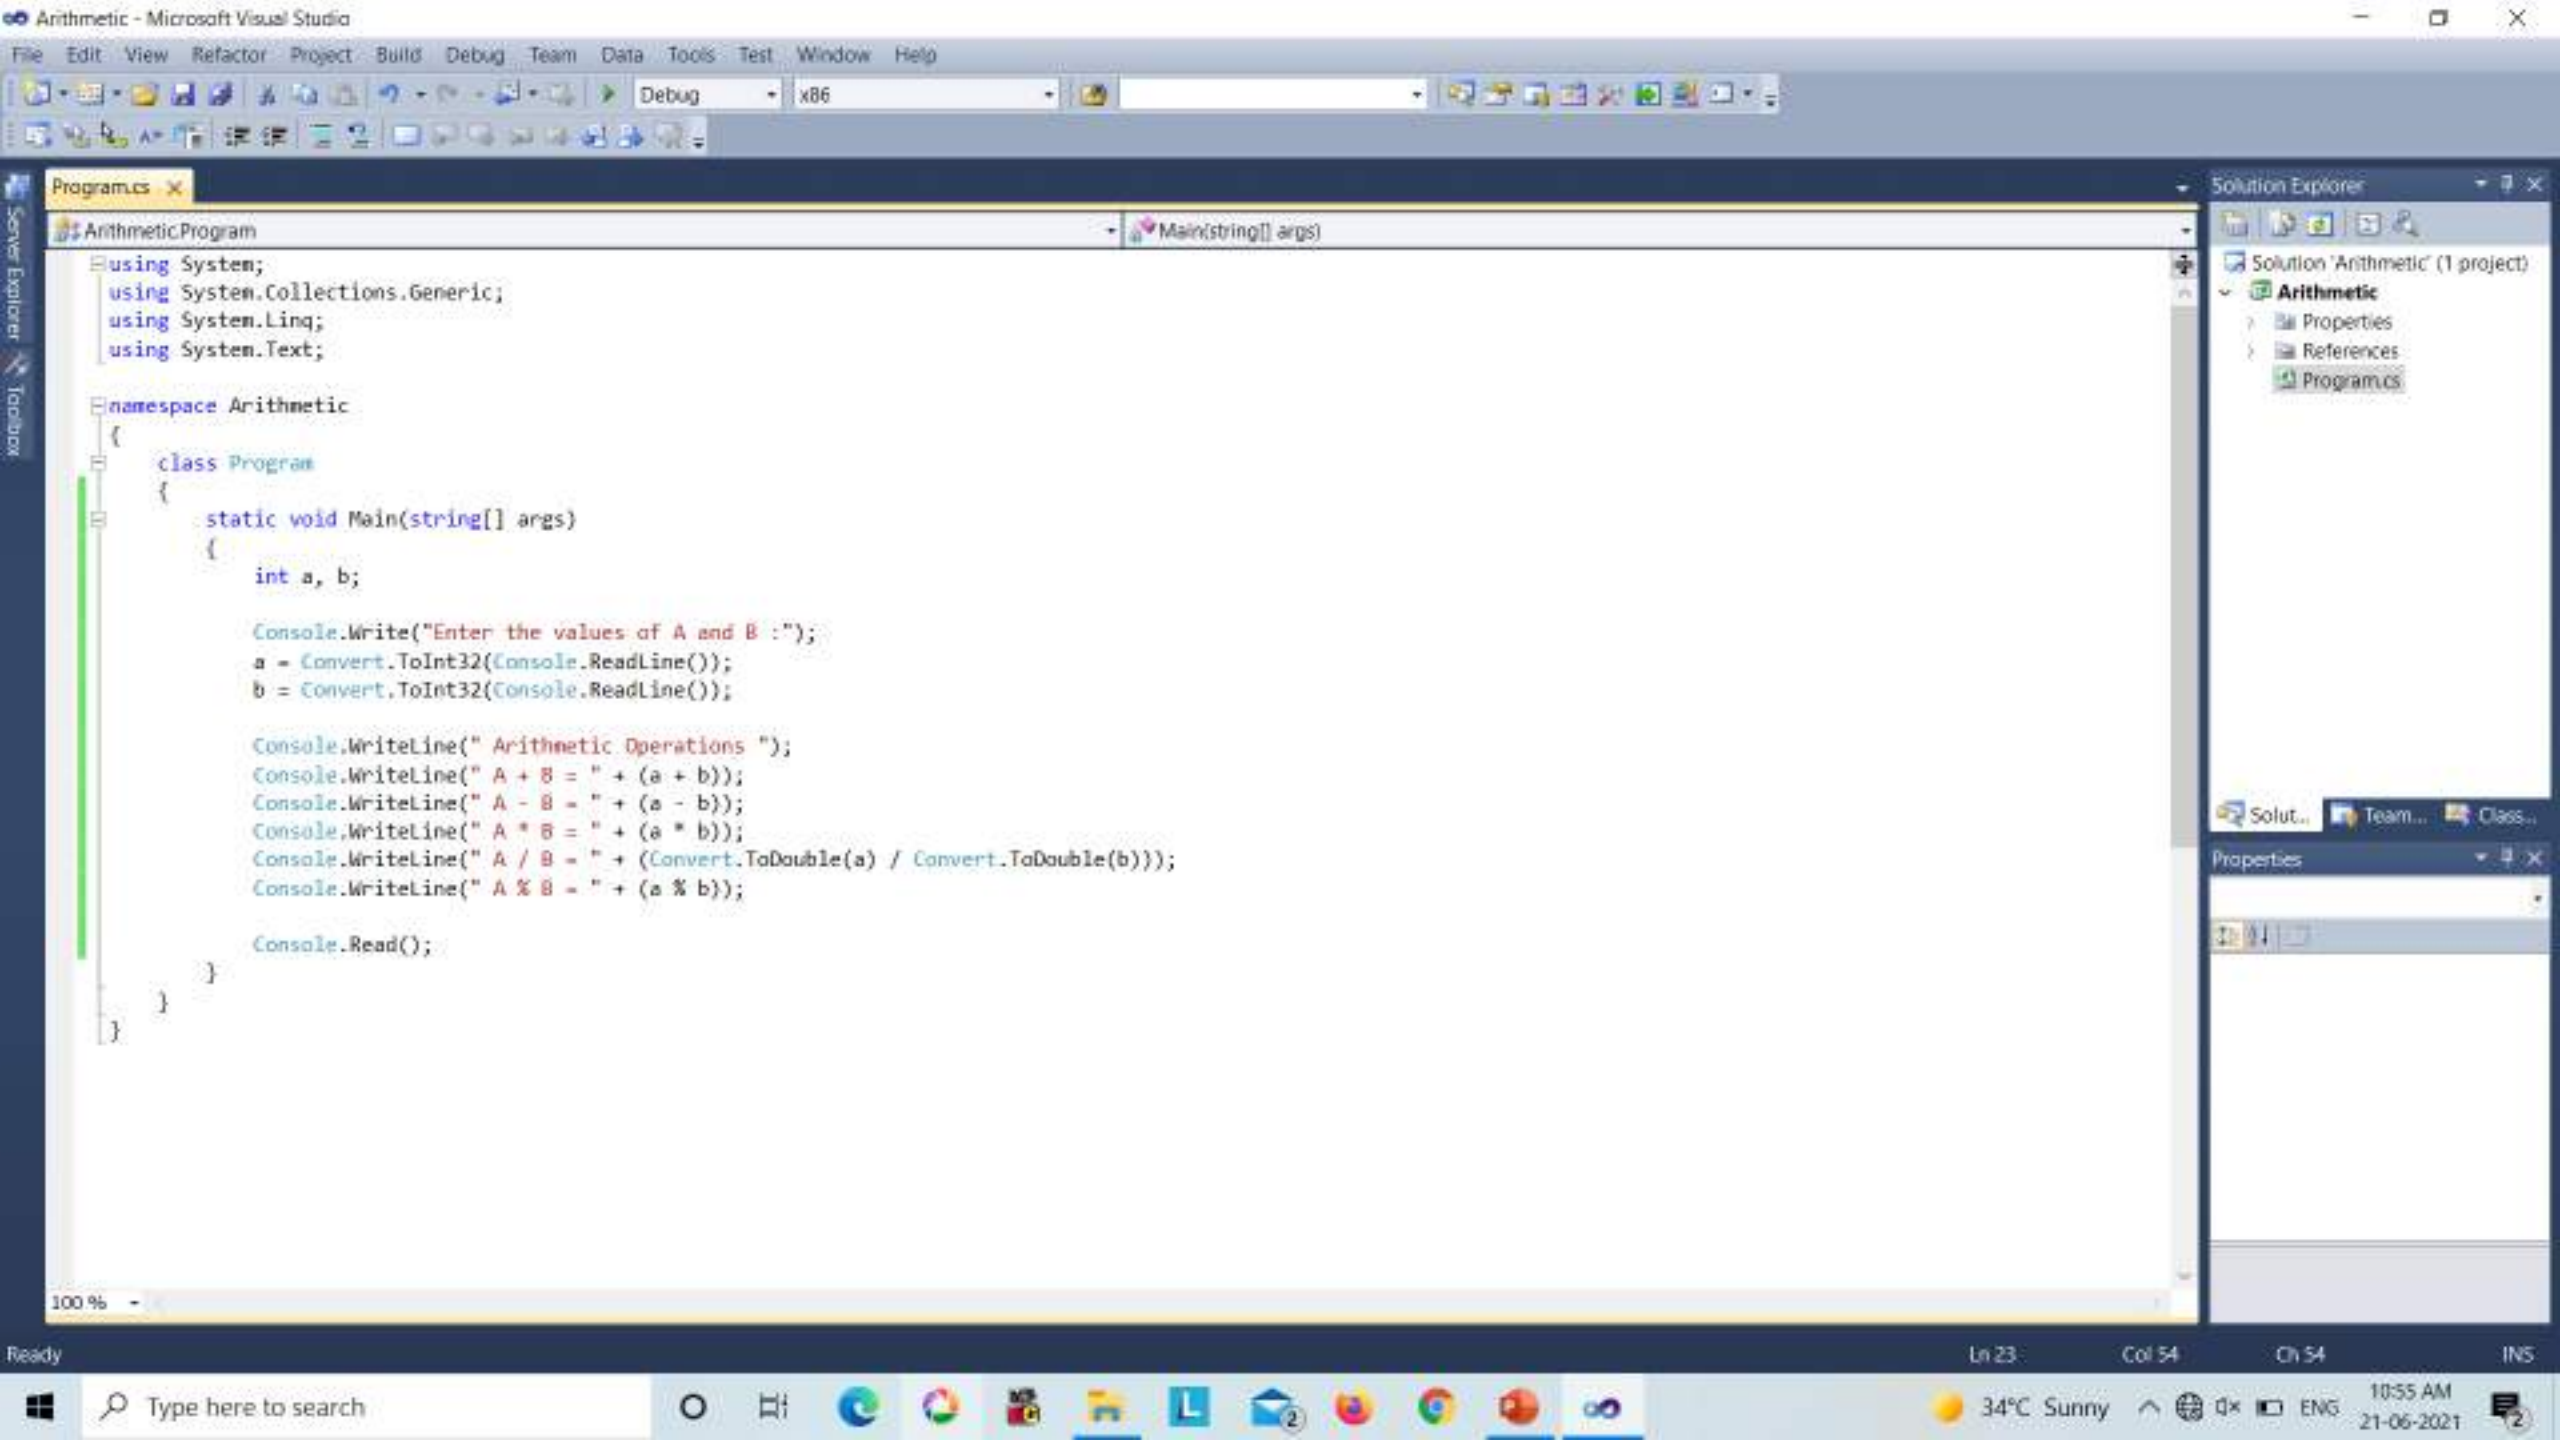 Arithmetic - Microsoft Visual Studio
File Edit View Refactor Project Build Debug Team Data Tools Test Window Help
Debug x86
Server Explorer
Toolbox
Program.cs
Arithmetic.Program
Main(string[] args)
using System;
using System.Collections.Generic;
using System.Linq;
using System.Text;
namespace Arithmetic
{
class Program
{
static void Main(string[] args)
{
int a, b;
Console.Write("Enter the values of A and B :");
a = Convert.ToInt32(Console.ReadLine());
b = Convert.ToInt32(Console.ReadLine());
Console.WriteLine(" Arithmetic Operations ");
Console.WriteLine(" A + B = " + (a + b));
Console.WriteLine(" A - B = " + (a - b));
Console.WriteLine(" A * B = " + (a * b));
Console.WriteLine(" A / B = " + (Convert.ToDouble(a) / Convert.ToDouble(b)));
Console.WriteLine(" A % B = " + (a % b));
Console.Read();
}
}
}
100 %
Solution Explorer
Solution 'Arithmetic' (1 project)
Arithmetic
Properties
References
Program.cs
Solut... Team... Class...
Properties
Ready Ln 23 Col 54 Ch 54 INS
Type here to search
L
2
34°C Sunny
ENG
10:55 AM
21-06-2021
2